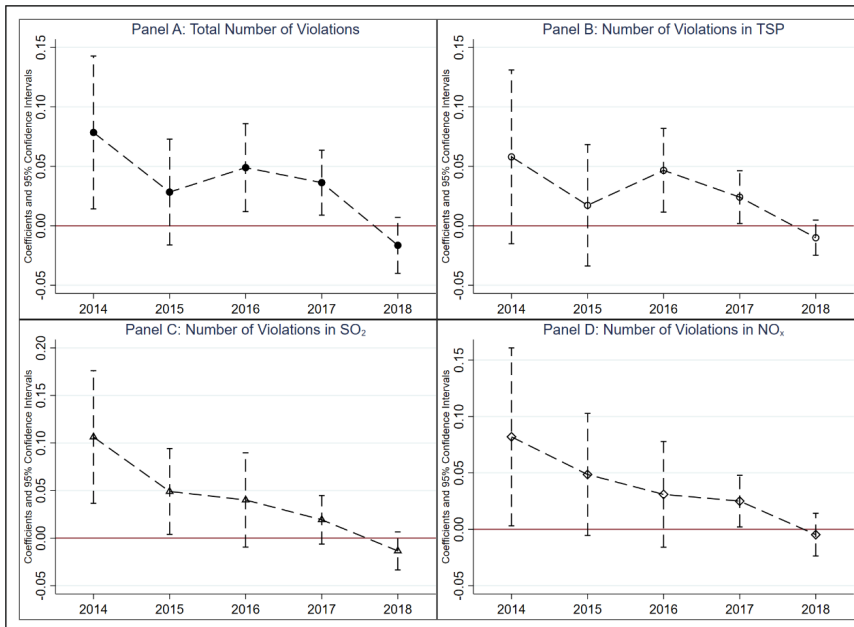 Panel A: Total Number of Violations
Coefficients and 95% Confidence Intervals
0.15
0.10
0.05
0.00
-0.05
2014 2015 2016 2017 2018
Panel B: Number of Violations in TSP
Coefficients and 95% Confidence Intervals
0.15
0.10
0.05
0.00
-0.05
2014 2015 2016 2017 2018
Panel C: Number of Violations in SO₂
Coefficients and 95% Confidence Intervals
0.20
0.15
0.10
0.05
0.00
-0.05
2014 2015 2016 2017 2018
Panel D: Number of Violations in NOₓ
Coefficients and 95% Confidence Intervals
0.15
0.10
0.05
0.00
-0.05
2014 2015 2016 2017 2018